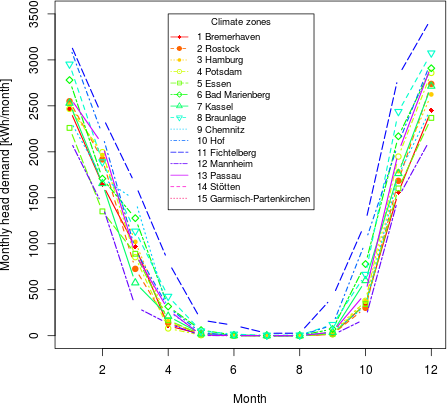 Climate zones
1 Bremerhaven
2 Rostock
3 Hamburg
4 Potsdam
5 Essen
6 Bad Marienberg
7 Kassel
8 Braunlage
9 Chemnitz
10 Hof
11 Fichtelberg
12 Mannheim
13 Passau
14 Stötten
15 Garmisch-Partenkirchen
Monthly head demand [kWh/month]
3500
3000
2500
2000
1500
1000
500
0
2 4 6 8 10 12
Month